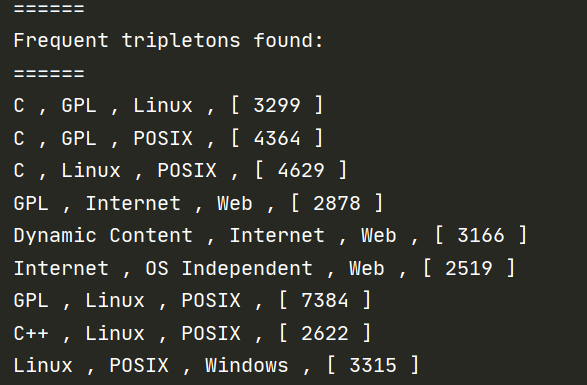 ======
Frequent tripletons found:
======
C , GPL , Linux , [ 3299 ]
C , GPL , POSIX , [ 4364 ]
C , Linux , POSIX , [ 4629 ]
GPL , Internet , Web , [ 2878 ]
Dynamic Content , Internet , Web , [ 3166 ]
Internet , OS Independent , Web , [ 2519 ]
GPL , Linux , POSIX , [ 7384 ]
C++ , Linux , POSIX , [ 2622 ]
Linux , POSIX , Windows , [ 3315 ]